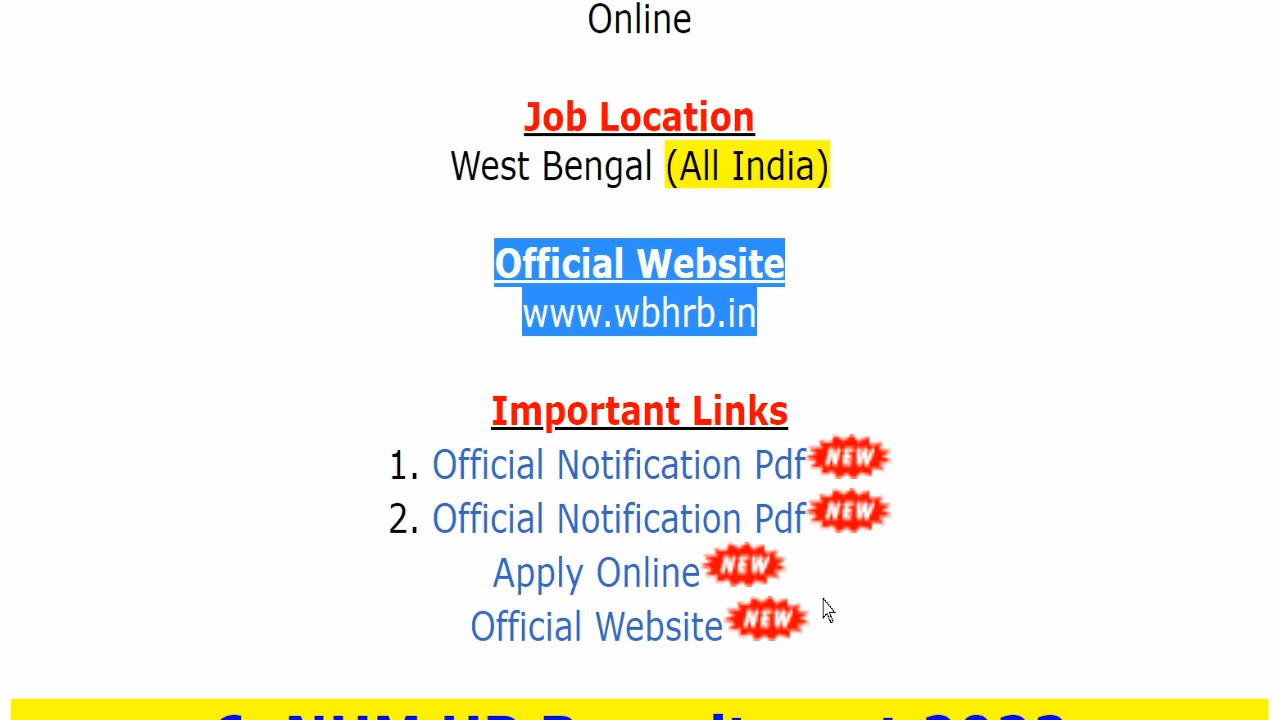 Online
Job Location
West Bengal (All India)
Official Website
www.wbhrb.in
Important Links
1. Official Notification Pdf NEW
2. Official Notification Pdf NEW
Apply Online NEW
Official Website NEW